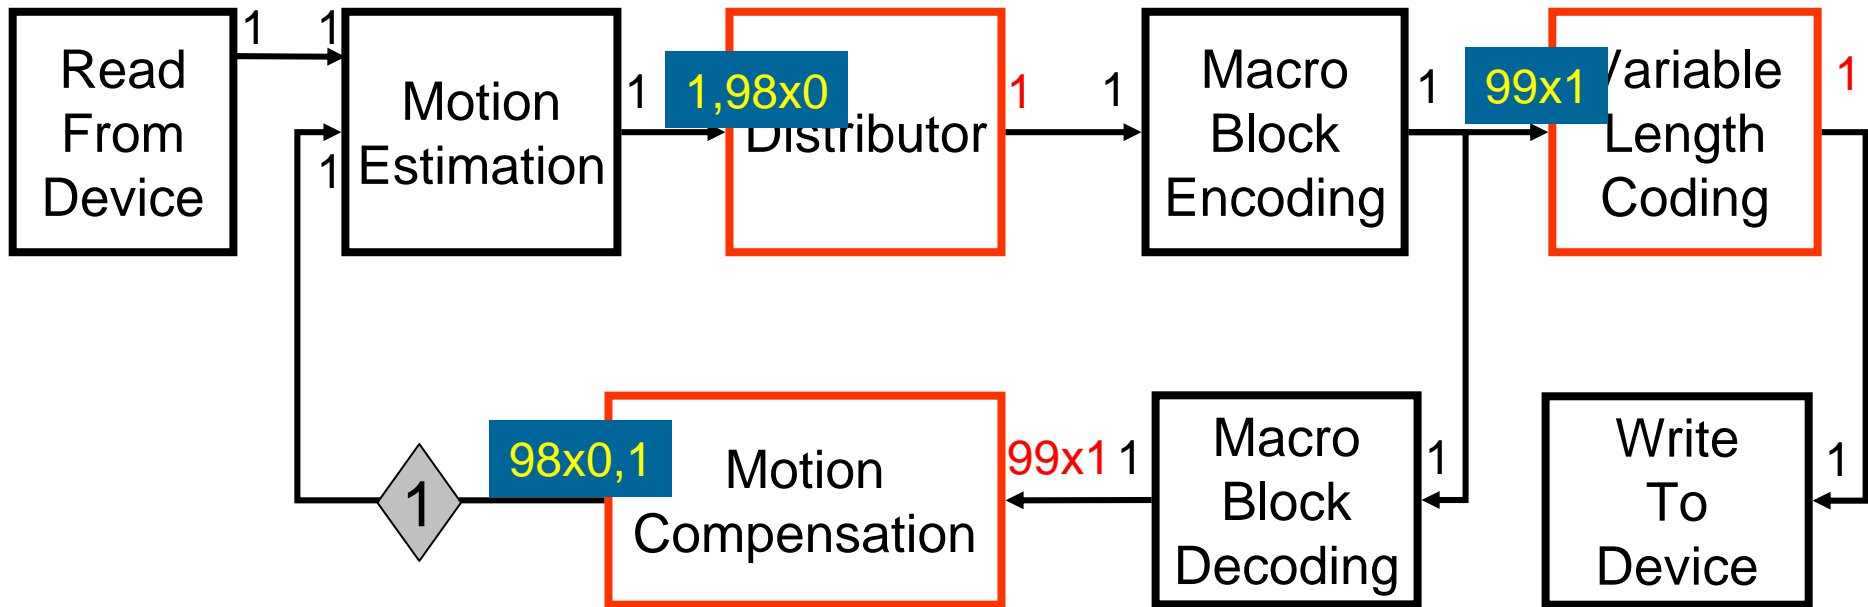 Read
From
Device
1
1
1
Motion
Estimation
1
1,98x0
Distributor
1
1
Macro
Block
Encoding
1
99x1
Variable
Length
Coding
1
1
98x0,1
Motion
Compensation
99x1
1
Macro
Block
Decoding
1
Write
To
Device
1